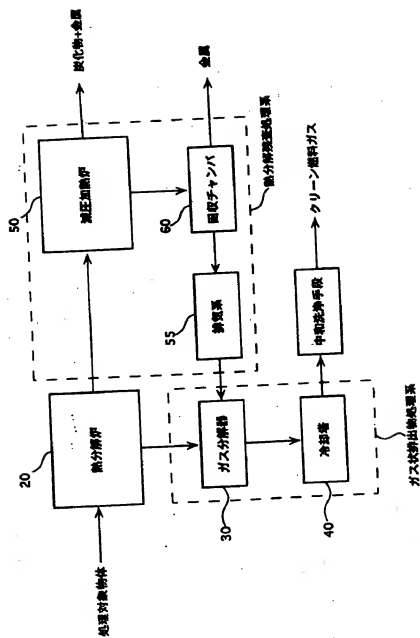 処理対象物体
20
熱分解炉
50
減圧加熱炉
炭化物+金属
60
回収チャンバ
金属
熱分解残査処理系
55
排気系
ガス分解器
30
冷却塔
40
中和洗浄手段
クリーン燃料ガス
ガス状排出物処理系